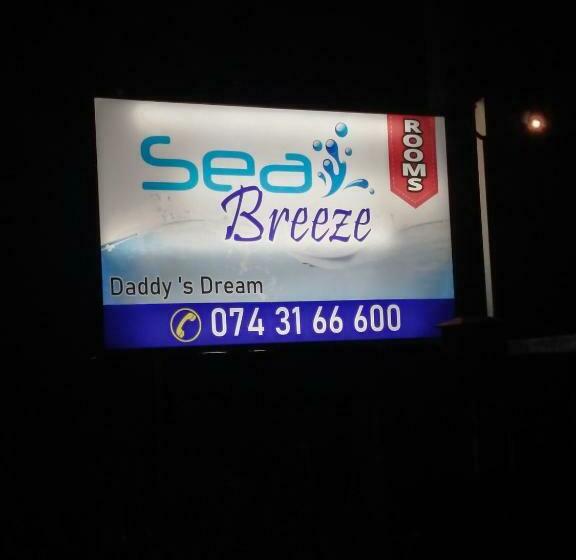 Sea
Breeze
ROOMS
Daddy 's Dream
074 31 66 600